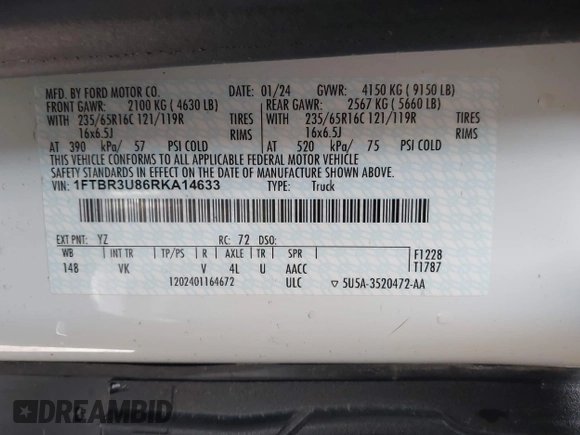 MFD. BY FORD MOTOR CO. DATE: 01/24 GVWR: 4150 KG ( 9150 LB)
FRONT GAWR: 2100 KG ( 4630 LB) REAR GAWR: 2567 KG ( 5660 LB)
WITH 235/65R16C 121/119R TIRES WITH 235/65R16C 121/119R TIRES
16x6.5J RIMS 16x6.5J RIMS
AT 390 kPa/ 57 PSI COLD AT 520 kPa/ 75 PSI COLD
THIS VEHICLE CONFORMS TO ALL APPLICABLE FEDERAL MOTOR VEHICLE
SAFETY STANDARDS IN EFFECT ON THE DATE OF MANUFACTURE SHOWN ABOVE.
VIN: 1FTBR3U86RKA14633 TYPE: Truck
EXT PNT: YZ RC: 72 DSO:
WB INT TR TP/PS R AXLE TR SPR F1228
148 VK V 4L U AACC T1787
1202401164672 ULC ▽ 5U5A-3520472-AA
DREAMBID